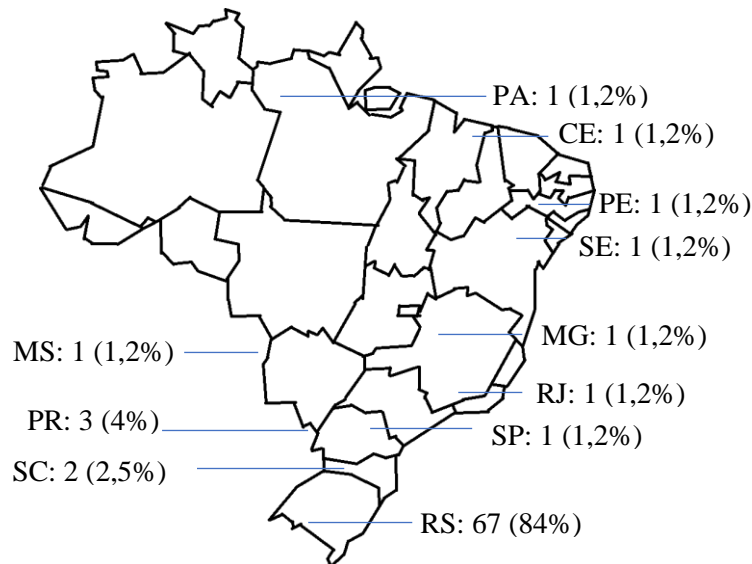 PA: 1 (1,2%)
CE: 1 (1,2%)
PE: 1 (1,2%)
SE: 1 (1,2%)
MG: 1 (1,2%)
MS: 1 (1,2%)
RJ: 1 (1,2%)
PR: 3 (4%)
SP: 1 (1,2%)
SC: 2 (2,5%)
RS: 67 (84%)